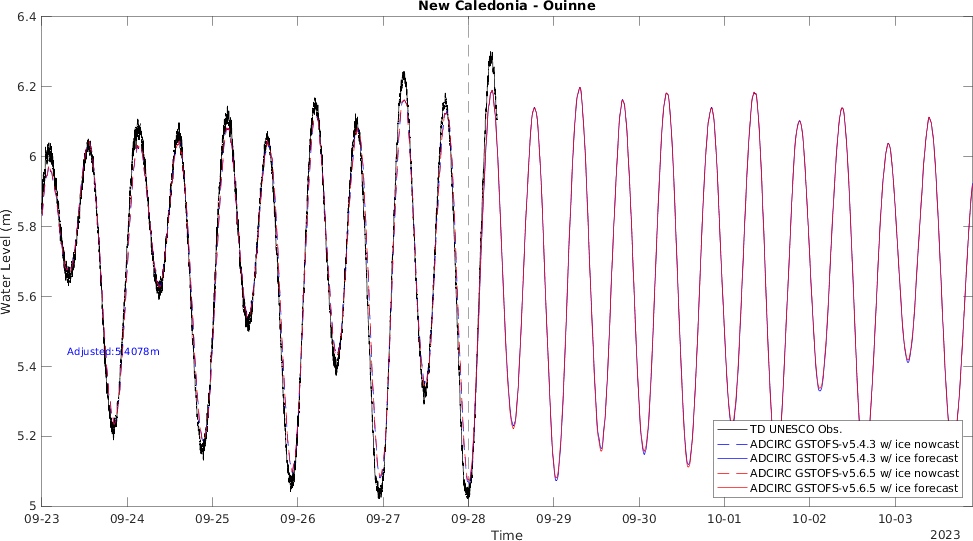 New Caledonia - Ouinne
6.4
6.2
6
5.8
5.6
5.4
5.2
5
Water Level (m)
Adjusted:5.4078m
TD UNESCO Obs.
ADCIRC GSTOFS-v5.4.3 w/ ice nowcast
ADCIRC GSTOFS-v5.4.3 w/ ice forecast
ADCIRC GSTOFS-v5.6.5 w/ ice nowcast
ADCIRC GSTOFS-v5.6.5 w/ ice forecast
09-23 09-24 09-25 09-26 09-27 09-28 09-29 09-30 10-01 10-02 10-03
Time
2023